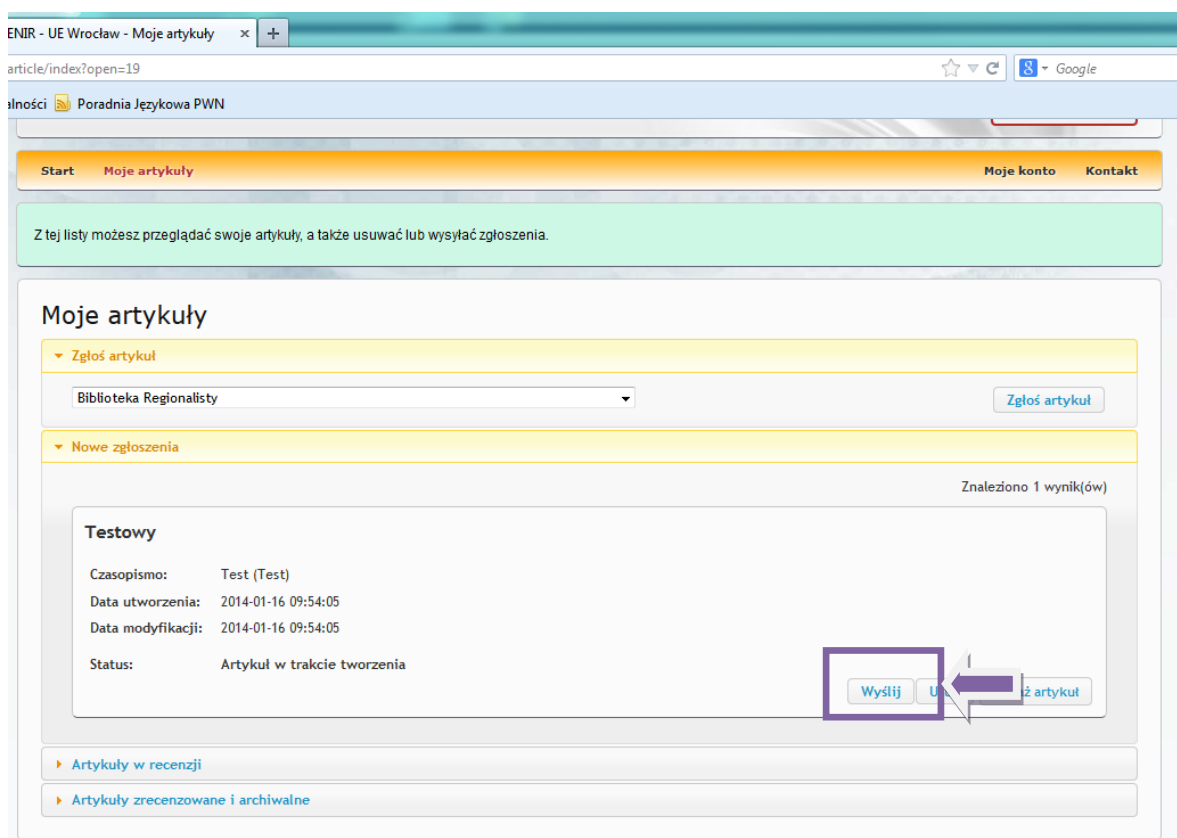 ENIR - UE Wrocław - Moje artykuły × +
article/index?open=19 Google
alności Poradnia Językowa PWN
Start Moje artykuły Moje konto Kontakt
Z tej listy możesz przeglądać swoje artykuły, a także usuwać lub wysyłać zgłoszenia.
Moje artykuły
Zgłoś artykuł
Biblioteka Regionalisty Zgłoś artykuł
Nowe zgłoszenia
Znaleziono 1 wynik(ów)
Testowy
Czasopismo: Test (Test)
Data utworzenia: 2014-01-16 09:54:05
Data modyfikacji: 2014-01-16 09:54:05
Status: Artykuł w trakcie tworzenia
Wyślij artykuł
Artykuły w recenzji
Artykuły zrecenzowane i archiwalne